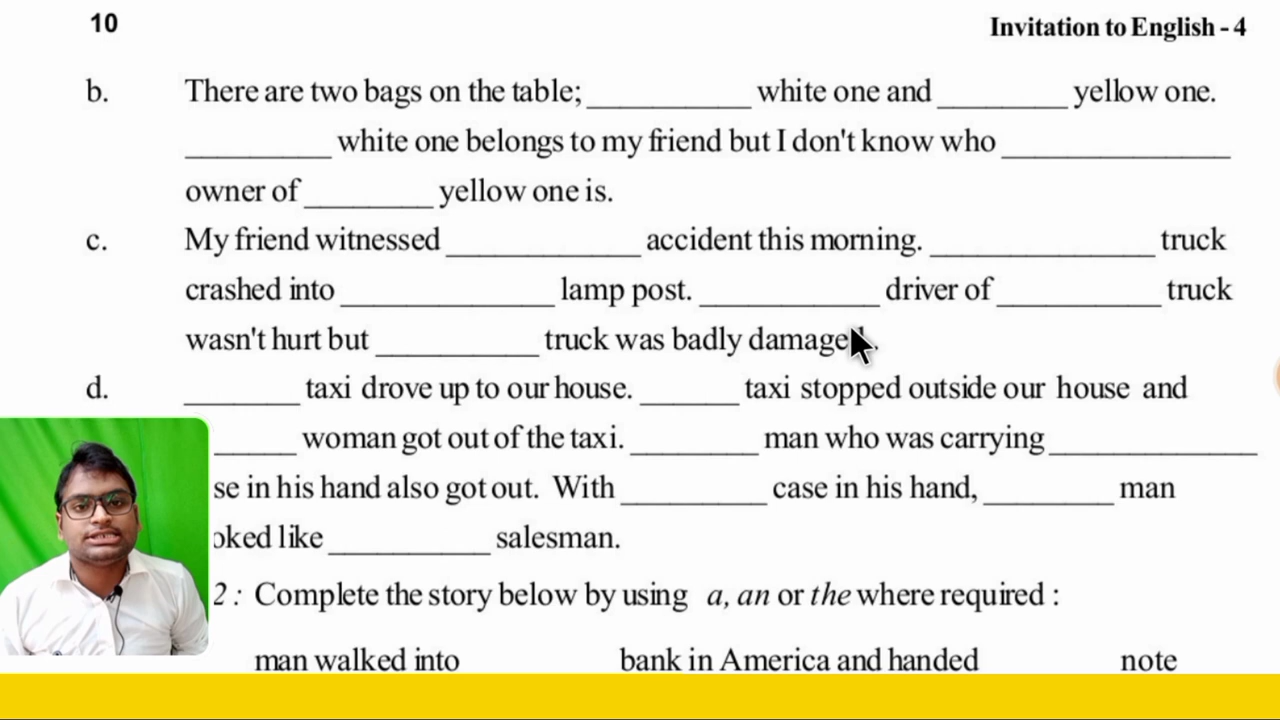 10
Invitation to English - 4
b. There are two bags on the table; __________ white one and ________ yellow one.
_________ white one belongs to my friend but I don't know who ______________
owner of ________ yellow one is.
c. My friend witnessed ____________ accident this morning. ______________ truck
crashed into _____________ lamp post. ___________ driver of __________ truck
wasn't hurt but __________ truck was badly damaged.
d. _______ taxi drove up to our house. ______ taxi stopped outside our house and
_____ woman got out of the taxi. ________ man who was carrying _____________
se in his hand also got out. With _________ case in his hand, ________ man
oked like __________ salesman.
2 : Complete the story below by using a, an or the where required :
man walked into bank in America and handed note